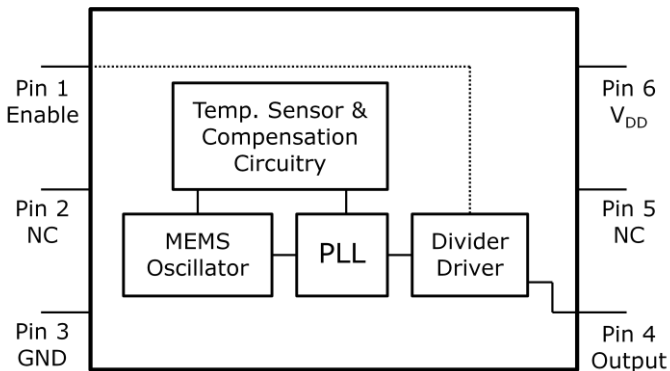 Pin 1
Enable
Pin 2
NC
Pin 3
GND
Temp. Sensor &
Compensation
Circuitry
MEMS
Oscillator
PLL
Divider
Driver
Pin 6
V_DD
Pin 5
NC
Pin 4
Output